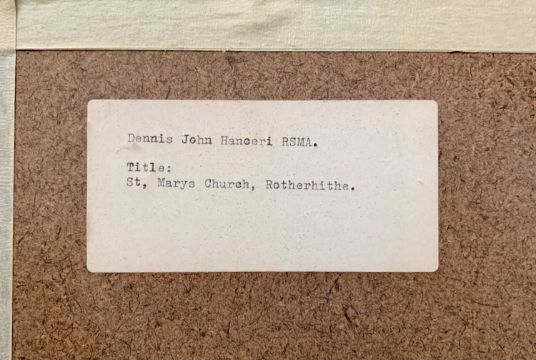 Dennis John Hanceri RSMA.
Title:
St, Marys Church, Rotherhithe.